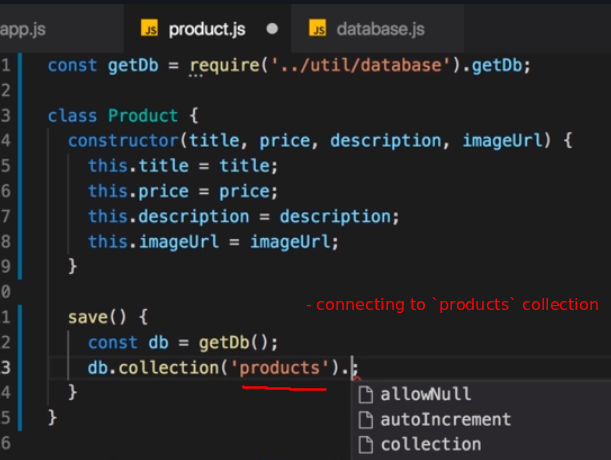 app.js JS product.js JS database.js
1 const getDb = require('../util/database').getDb;
2
3 class Product {
4 constructor(title, price, description, imageUrl) {
5 this.title = title;
6 this.price = price;
7 this.description = description;
8 this.imageUrl = imageUrl;
9 }
0
- connecting to `products` collection
1 save() {
2 const db = getDb();
3 db.collection('products').;
4 }
allowNull
5 }
autoIncrement
6
collection